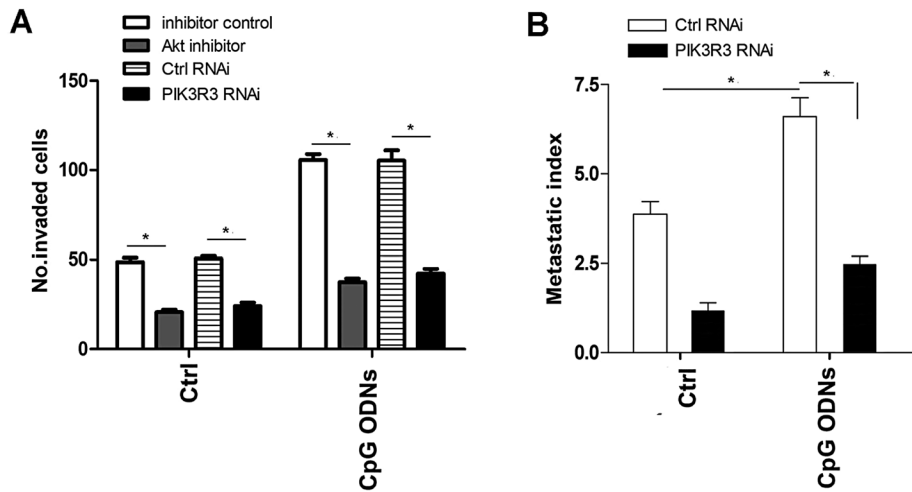 A
inhibitor control
Akt inhibitor
Ctrl RNAi
PIK3R3 RNAi
No.invaded cells
150
100
50
0
*
*.
*.
*
Ctrl
CpG ODNs
B
Ctrl RNAi
PIK3R3 RNAi
Metastatic index
7.5
5.0
2.5
0.0
*.
*.
Ctrl
CpG ODNs